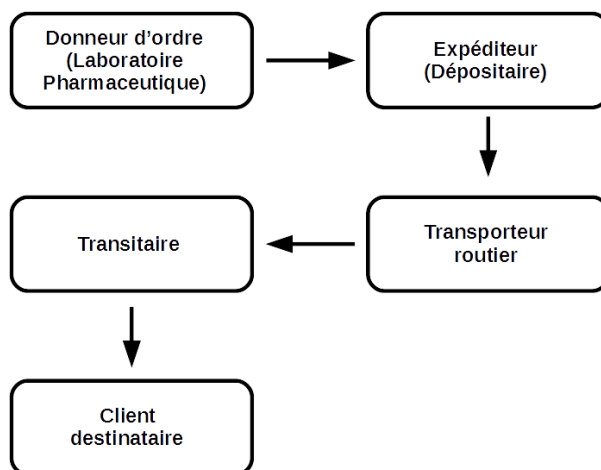 Donneur d’ordre
(Laboratoire
Pharmaceutique)
Expéditeur
(Dépositaire)
Transporteur
routier
Transitaire
Client
destinataire